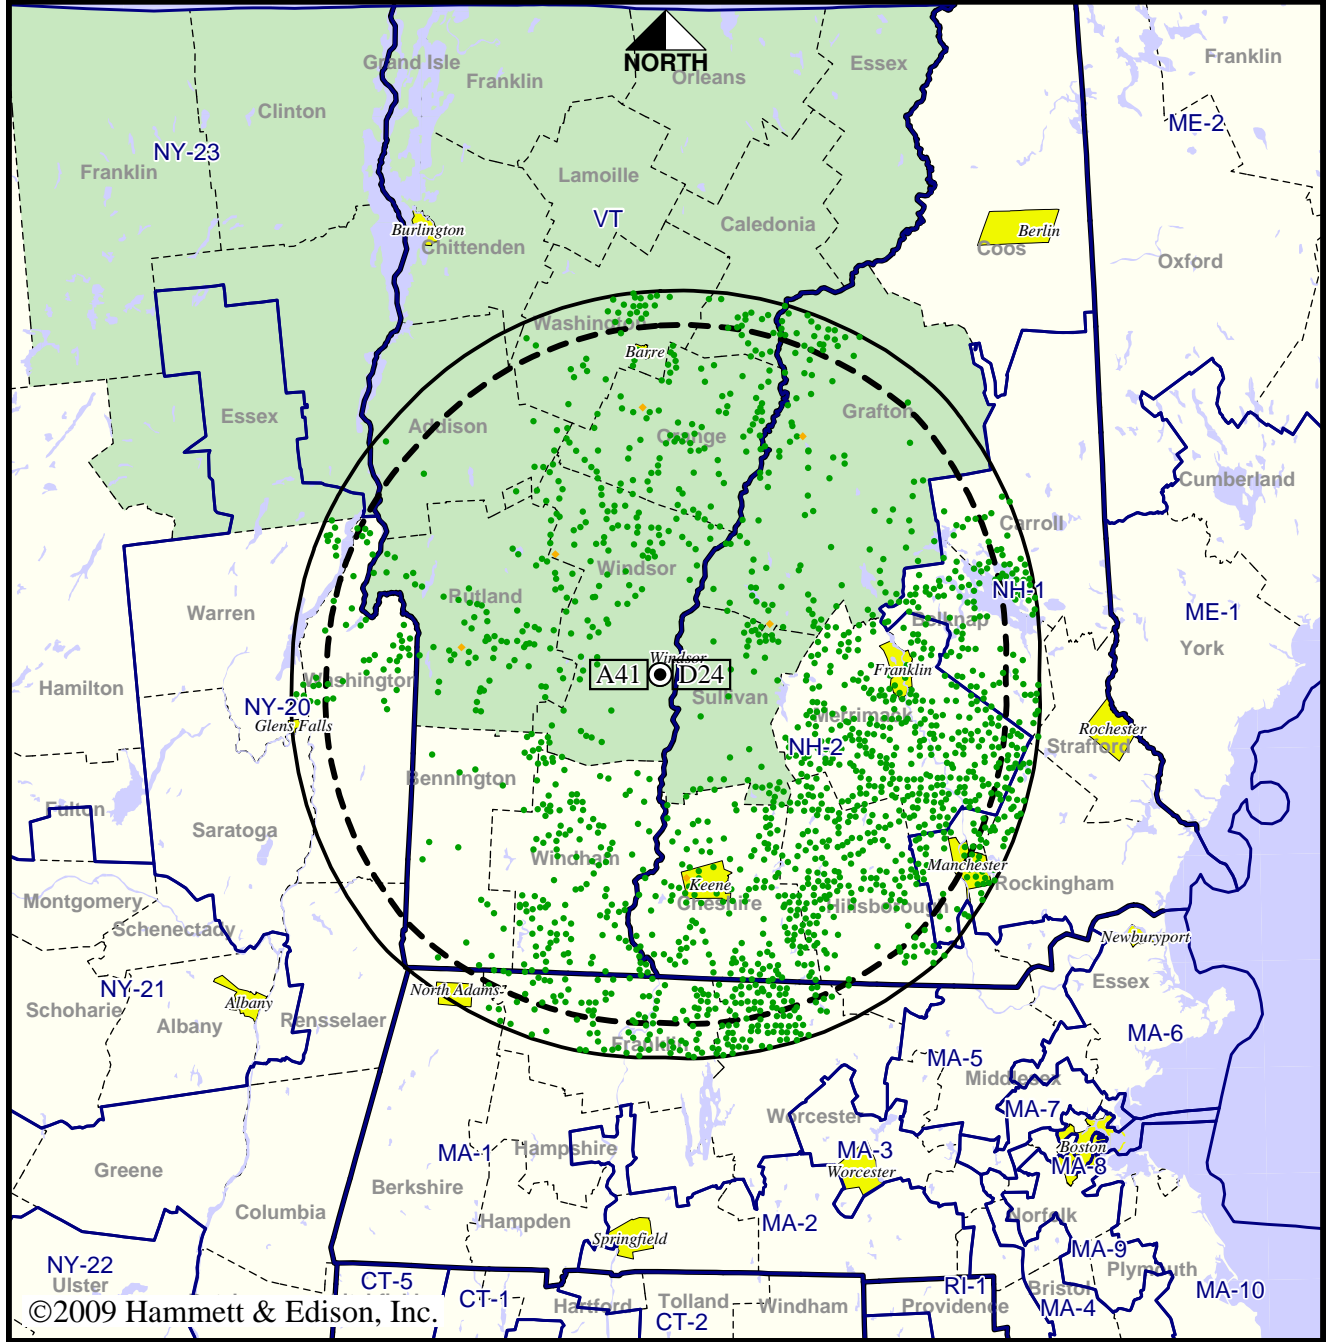 NORTH
Grand Isle
Franklin
Orleans
Essex
Franklin
Clinton
ME-2
NY-23
Franklin
Lamoille
VT
Caledonia
Burlington
Chittenden
Berlin
Coos
Oxford
Washington
Barre
Essex
Addison
Orange
Grafton
Cumberland
Carroll
Windsor
Rutland
NH-1
Warren
Belknap
ME-1
York
Windsor
A41
D24
Franklin
Hamilton
Washington
Sullivan
NY-20
Glens Falls
Merrimack
NH-2
Rochester
Strafford
Bennington
Fulton
Saratoga
Windham
Manchester
Keene
Rockingham
Cheshire
Hillsborough
Montgomery
Schenectady
Newburyport
NY-21
North Adams
Essex
Albany
Schoharie
Albany
Rensselaer
Franklin
MA-6
MA-5
Middlesex
MA-7
Worcester
MA-1
Hampshire
MA-3
Boston
MA-8
Worcester
Greene
Berkshire
Columbia
Hampden
MA-2
Norfolk
Springfield
MA-9
NY-22
Plymouth
Ulster
CT-5
RI-1
Bristol
MA-10
CT-1
Hartford
Tolland
Windham
Providence
MA-4
©2009 Hammett & Edison, Inc.
CT-2